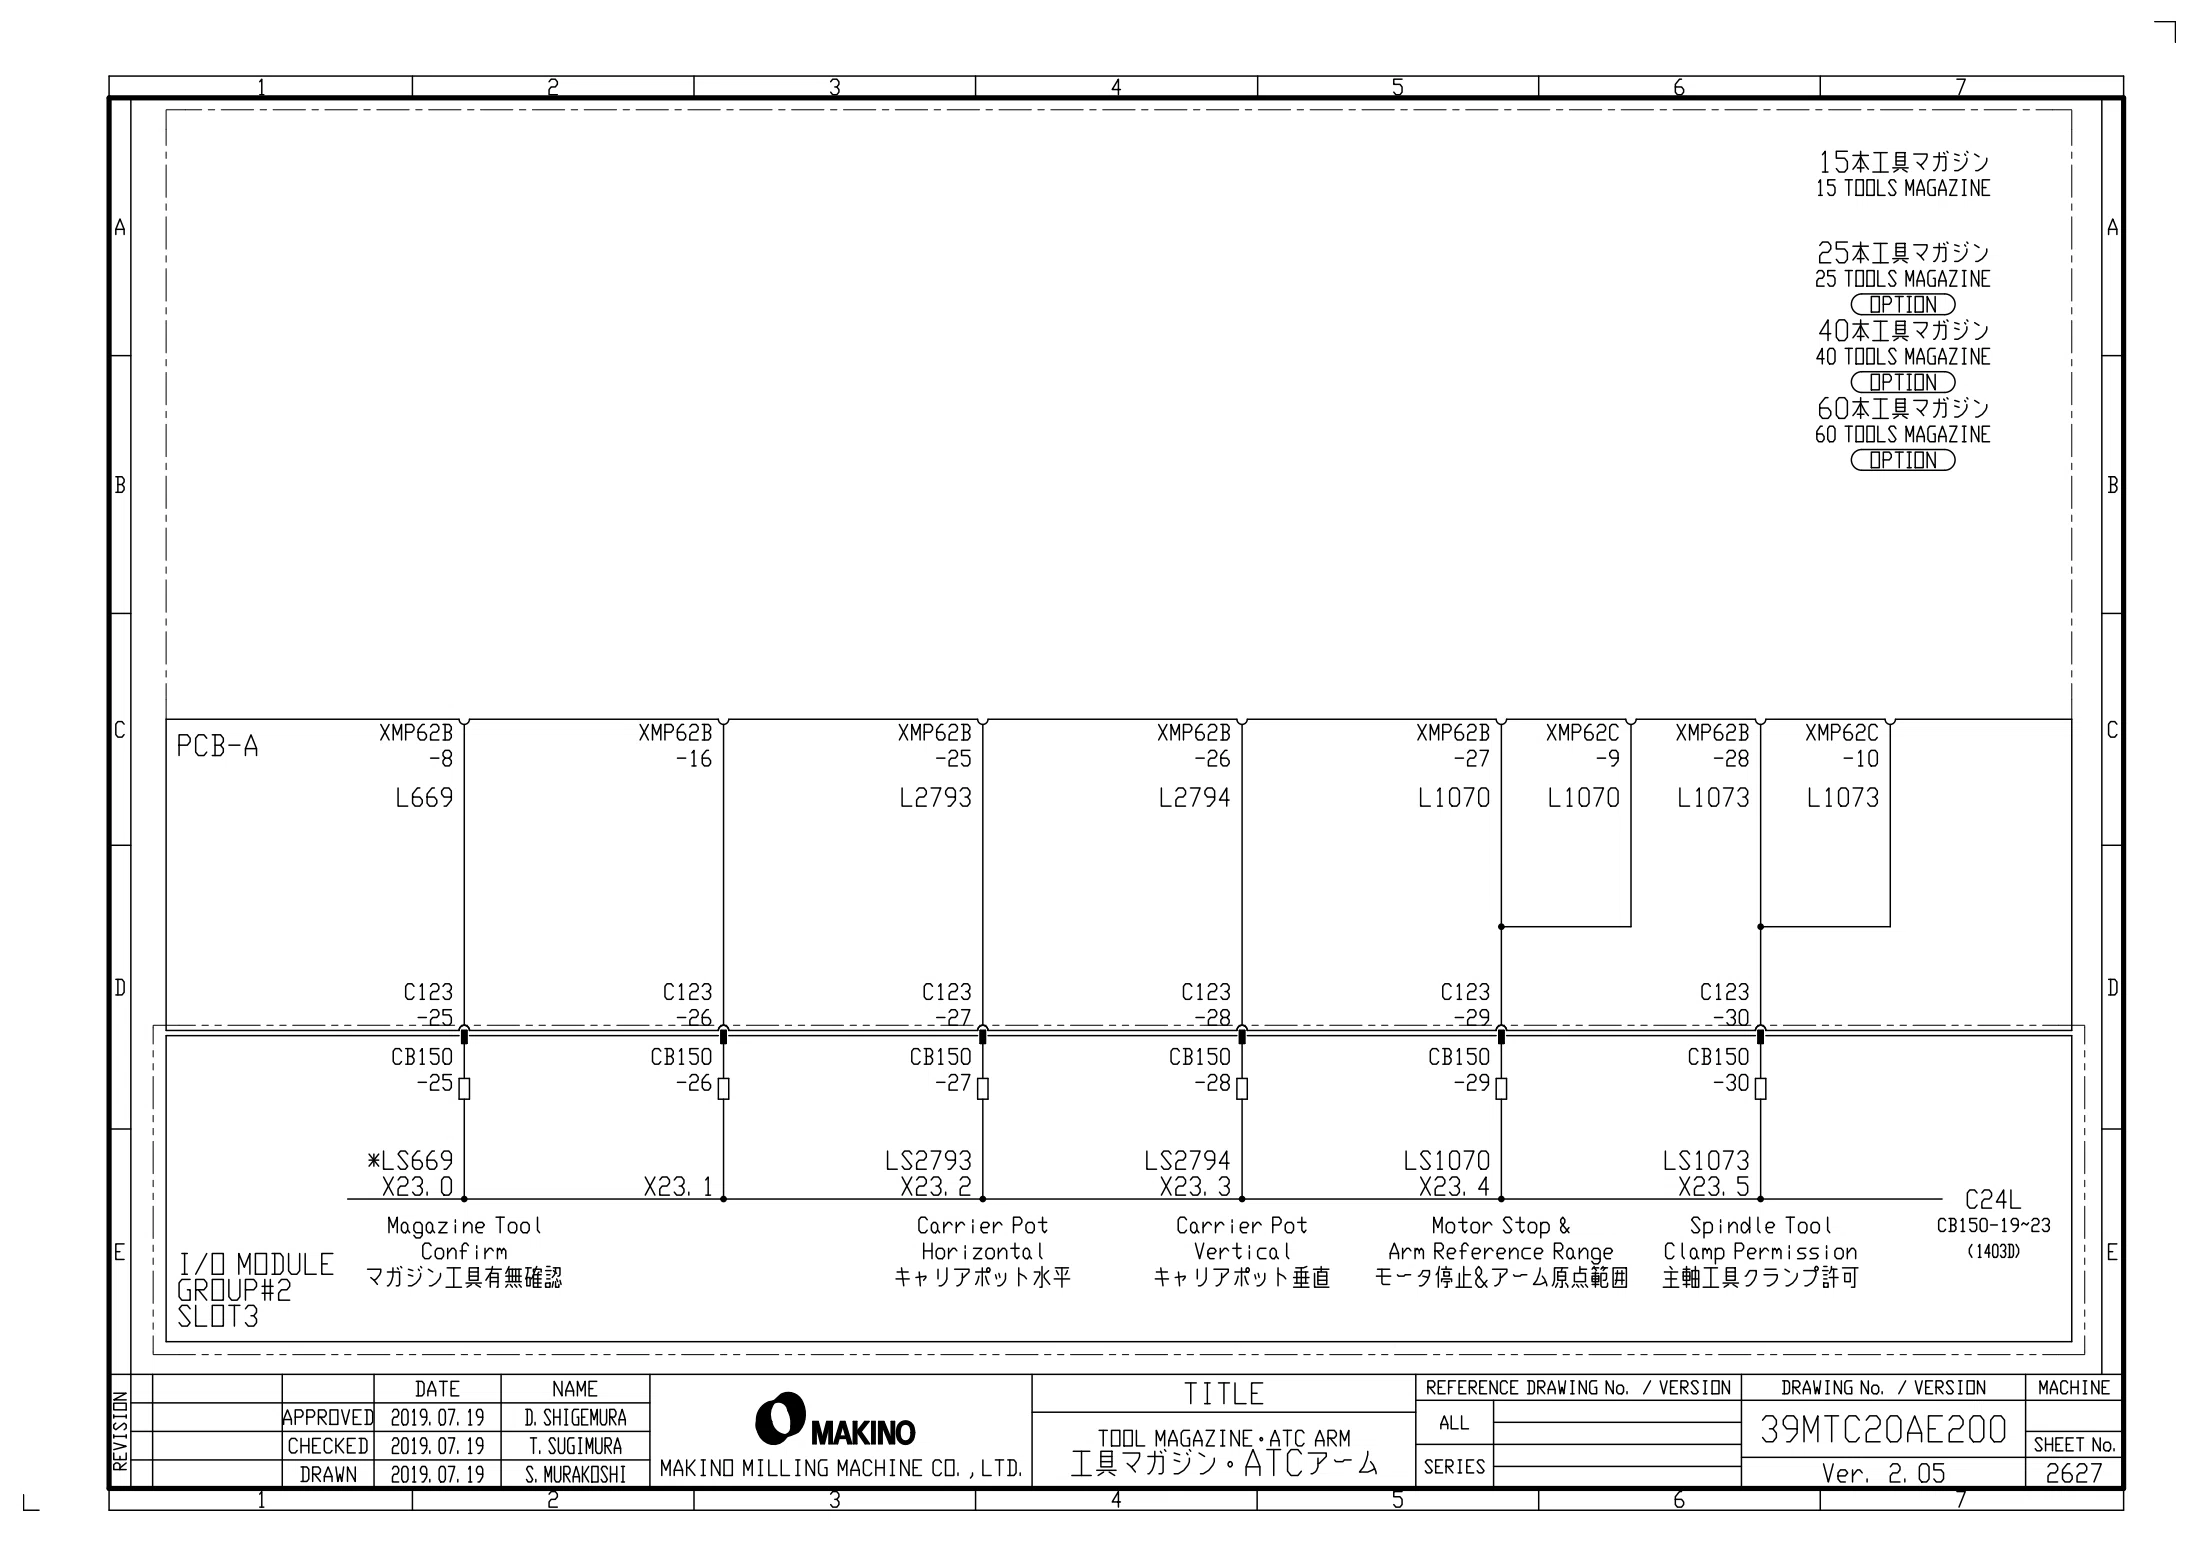 1 2 3 4 5 6 7
15本工具マガジン
15 TOOLS MAGAZINE
A A
25本工具マガジン
25 TOOLS MAGAZINE
OPTION
40本工具マガジン
40 TOOLS MAGAZINE
OPTION
60本工具マガジン
60 TOOLS MAGAZINE
OPTION
B B
C C
PCB-A
XMP62B XMP62B XMP62B XMP62B XMP62B XMP62C XMP62B XMP62C
-8 -16 -25 -26 -27 -9 -28 -10
L669 L2793 L2794 L1070 L1070 L1073 L1073
D D
C123 C123 C123 C123 C123 C123
-25 -26 -27 -28 -29 -30
CB150 CB150 CB150 CB150 CB150 CB150
-25 -26 -27 -28 -29 -30
*LS669 LS2793 LS2794 LS1070 LS1073
X23.0 X23.1 X23.2 X23.3 X23.4 X23.5
C24L
CB150-19~23
(1403D)
E E
Magazine Tool
Confirm
マガジン工具有無確認
Carrier Pot
Horizontal
キャリアポット水平
Carrier Pot
Vertical
キャリアポット垂直
Motor Stop &
Arm Reference Range
モータ停止&アーム原点範囲
Spindle Tool
Clamp Permission
主軸工具クランプ許可
I/O MODULE
GROUP#2
SLOT3
REVISION
DATE NAME
APPROVED 2019.07.19 D. SHIGEMURA
CHECKED 2019.07.19 T. SUGIMURA
DRAWN 2019.07.19 S. MURAKOSHI
MAKINO
MAKINO MILLING MACHINE CO.,LTD.
TITLE
TOOL MAGAZINE・ATC ARM
工具マガジン・ATCアーム
REFERENCE DRAWING No. / VERSION
ALL
SERIES
DRAWING No. / VERSION
39MTC20AE200
Ver. 2.05
MACHINE
SHEET No.
2627
1 2 3 4 5 6 7